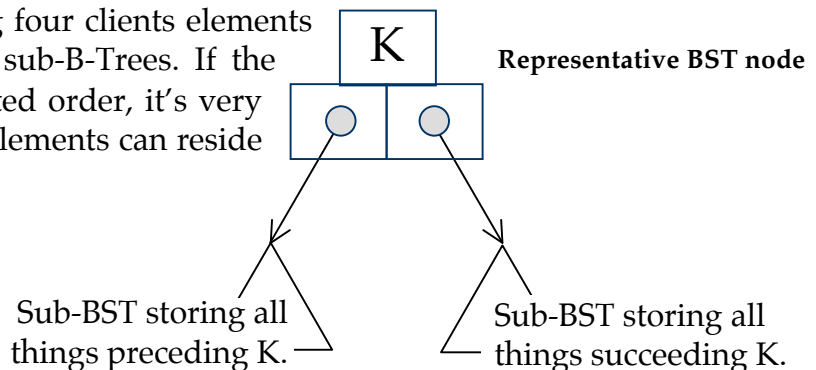 g four clients elements
sub-B-Trees. If the
ted order, it's very
lements can reside
K
Representative BST node
Sub-BST storing all
things preceding K.
Sub-BST storing all
things succeeding K.